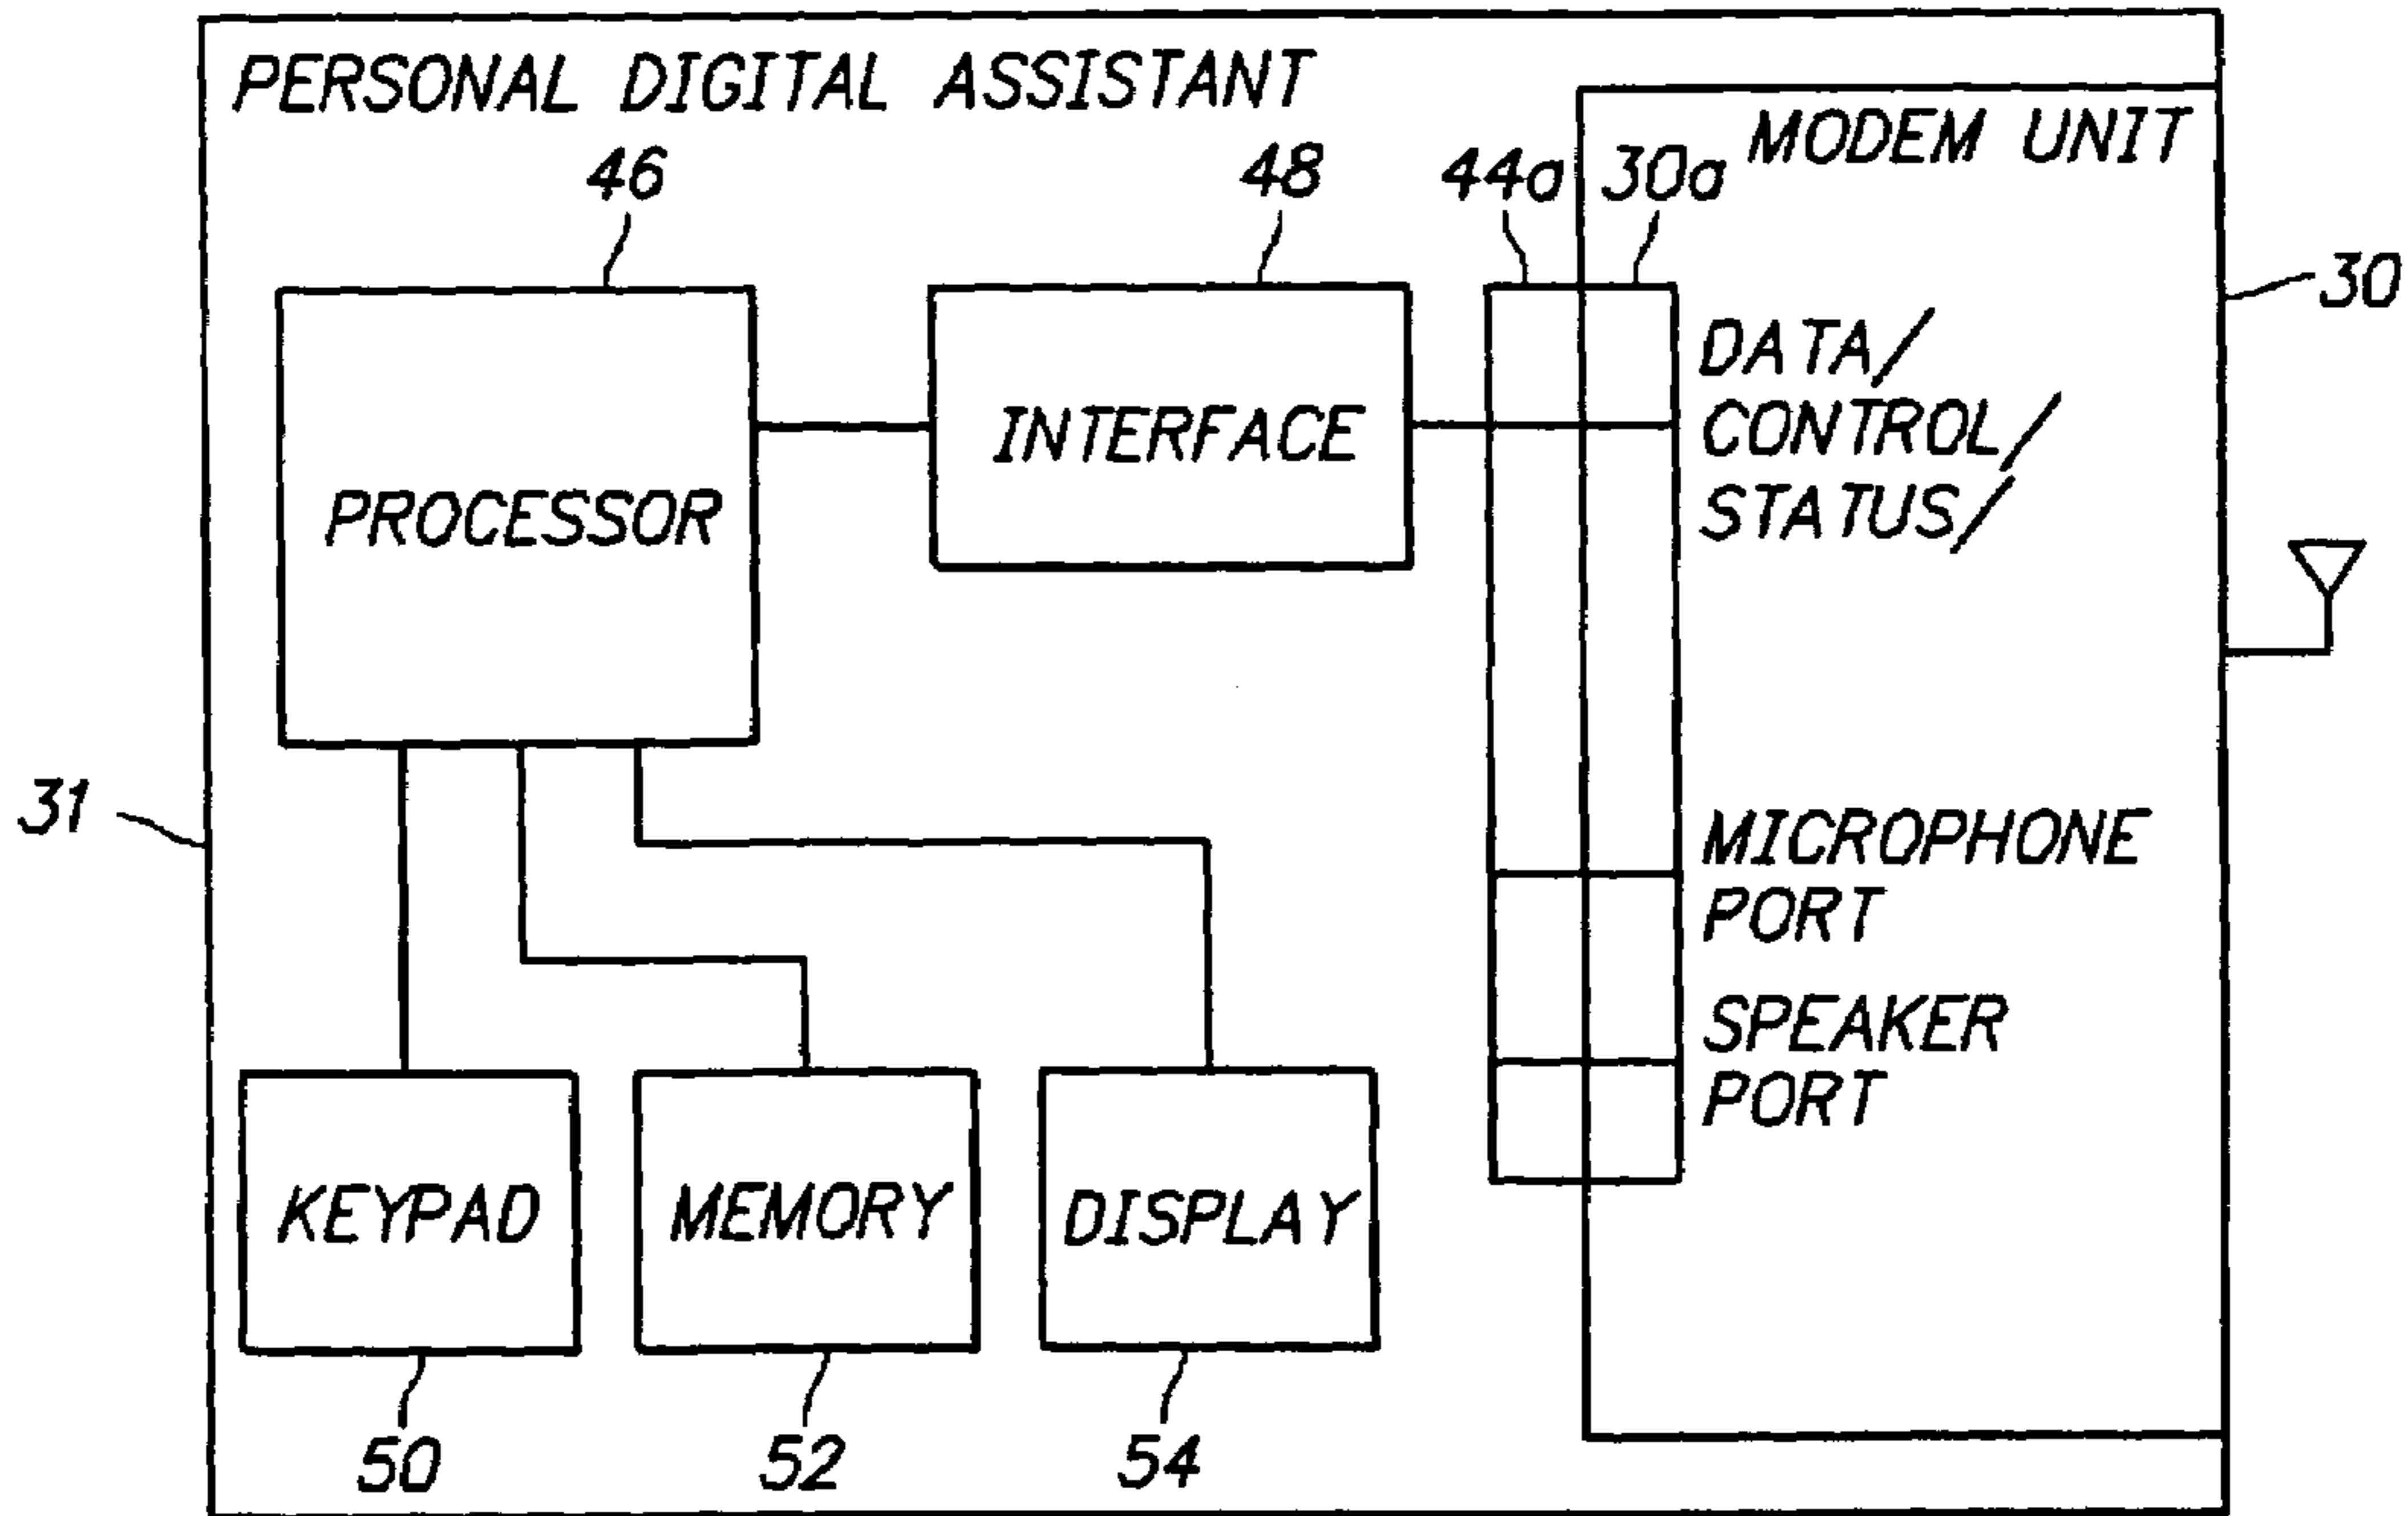 PERSONAL DIGITAL ASSISTANT
MODEM UNIT
46
48
44a
30a
30
DATA/
CONTROL/
STATUS/
INTERFACE
PROCESSOR
31
MICROPHONE
PORT
SPEAKER
PORT
KEYPAD
MEMORY
DISPLAY
50
52
54